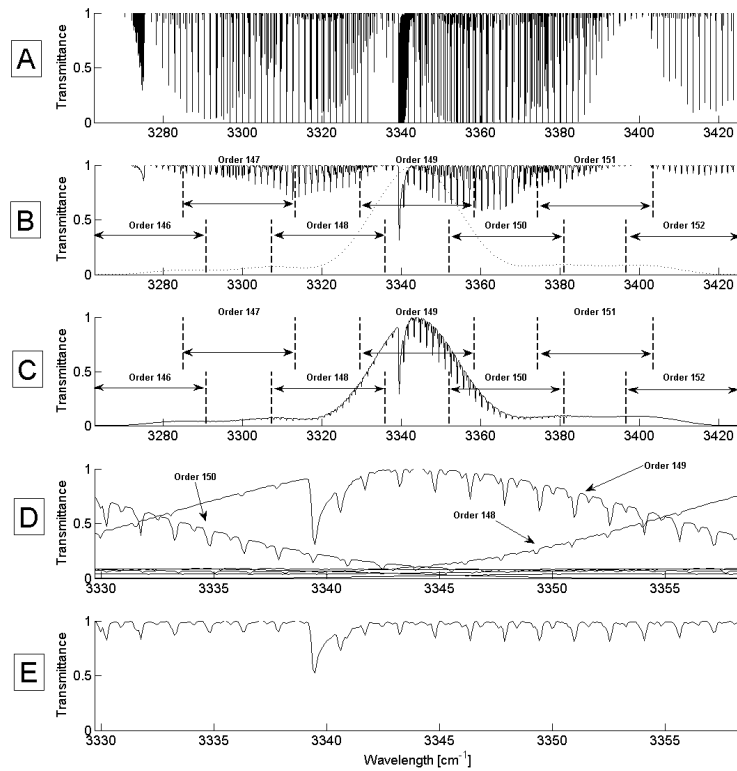 A
Transmittance
1
0.5
0
3280 3300 3320 3340 3360 3380 3400 3420
B
Transmittance
1
0.5
0
Order 147 Order 149 Order 151
Order 146 Order 148 Order 150 Order 152
3280 3300 3320 3340 3360 3380 3400 3420
C
Transmittance
1
0.5
0
Order 147 Order 149 Order 151
Order 146 Order 148 Order 150 Order 152
3280 3300 3320 3340 3360 3380 3400 3420
D
Transmittance
1
0.5
0
Order 150
Order 149
Order 148
3330 3335 3340 3345 3350 3355
E
Transmittance
1
0.5
0
3330 3335 3340 3345 3350 3355
Wavelength [cm⁻¹]